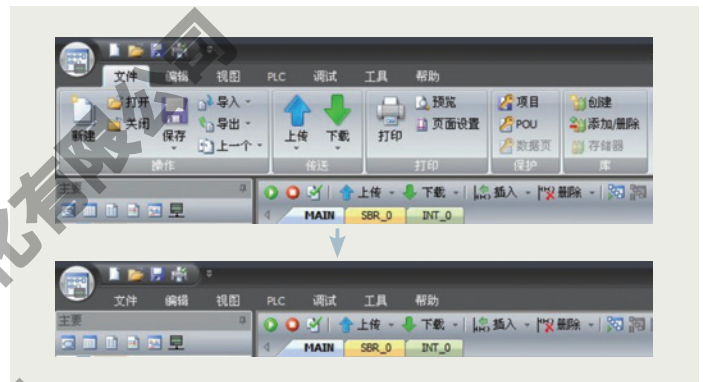 文件 编辑 视图 PLC 调试 工具 帮助
新建 打开 关闭 保存 导入 导出 上一个 上传 下载 打印 预览 页面设置 项目 POU 数据页 创建 添加/删除 存储器
操作 传送 打印 保护 库
主要 上传 下载 插入 删除
MAIN SBR_0 INT_0
文件 编辑 视图 PLC 调试 工具 帮助
主要 上传 下载 插入 删除
MAIN SBR_0 INT_0
化有限公司